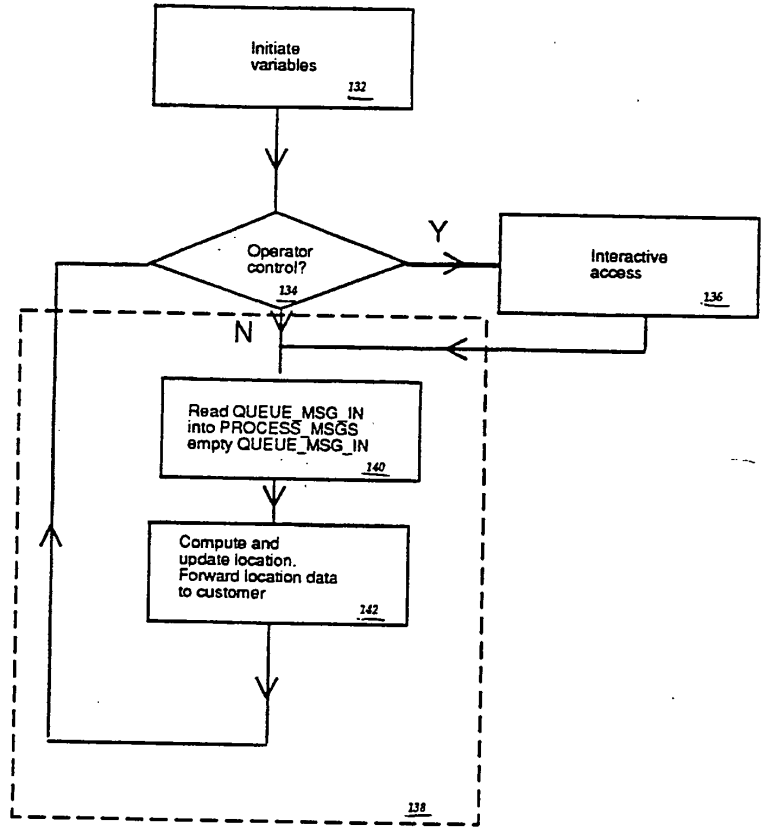 Initiate
variables
132
Operator
control?
134
Y
Interactive
access
136
N
Read QUEUE_MSG_IN
into PROCESS_MSGS
empty QUEUE_MSG_IN
140
Compute and
update location.
Forward location data
to customer
142
138